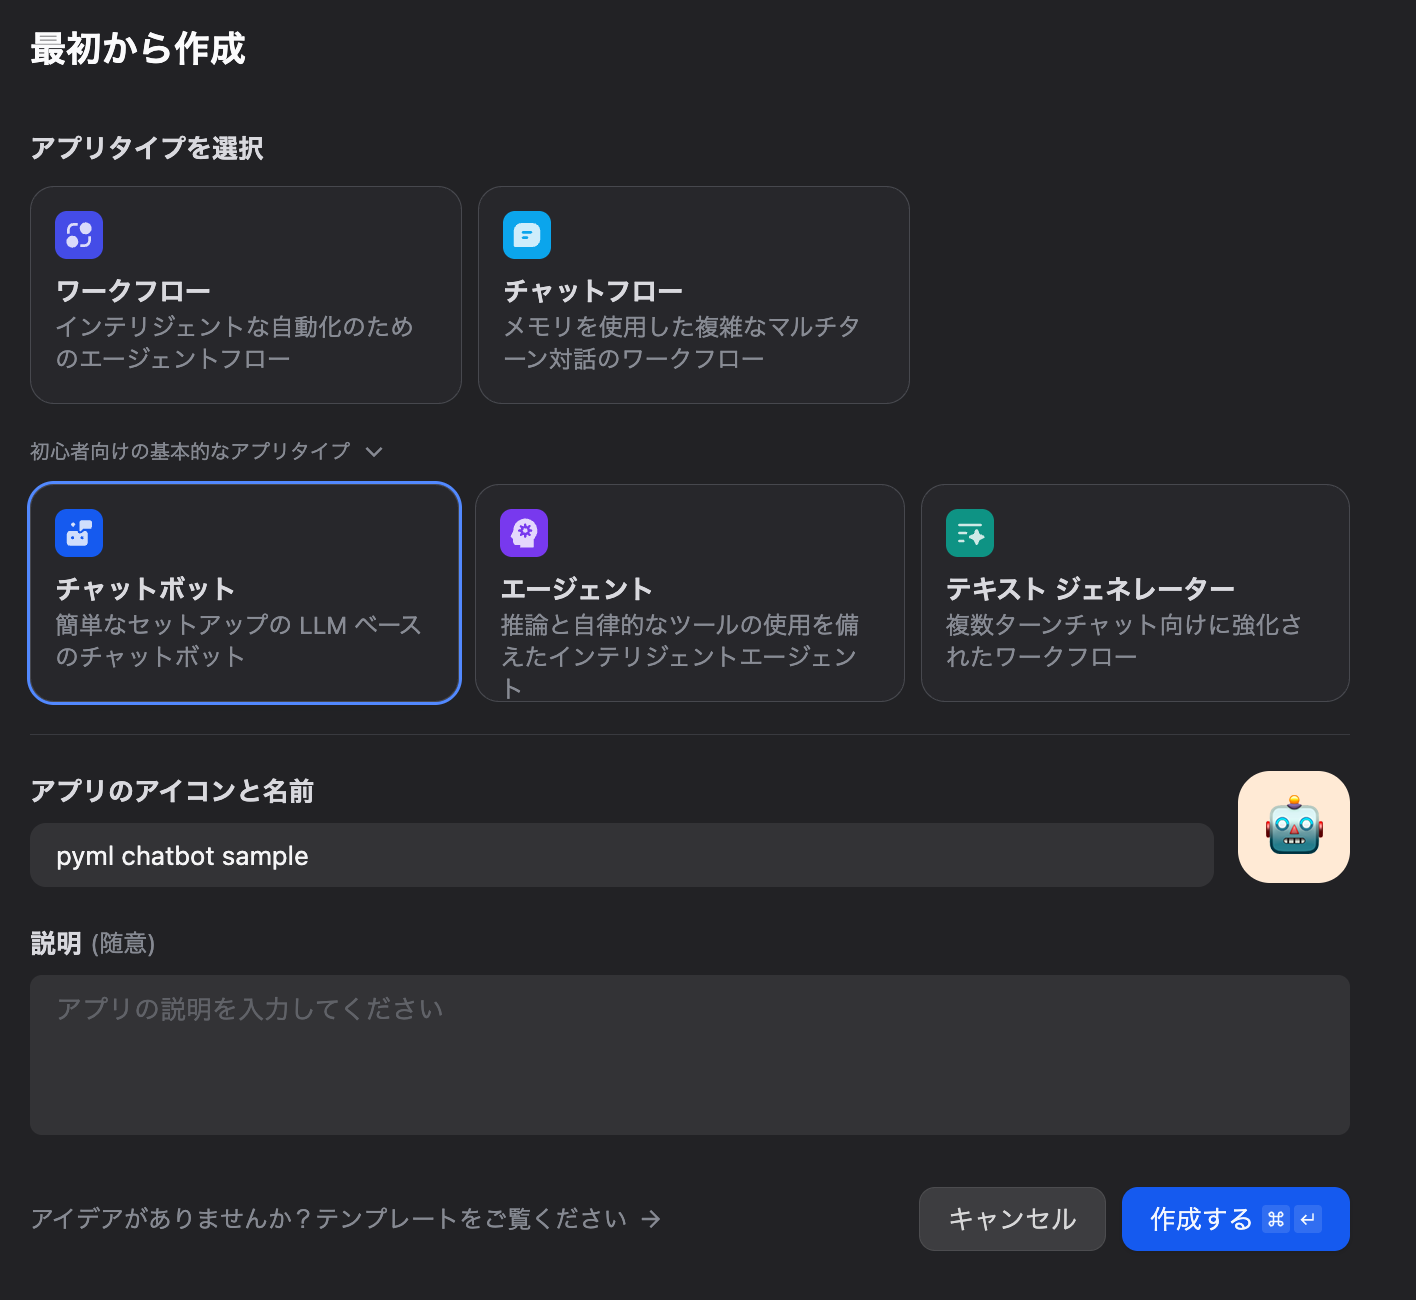 最初から作成
アプリタイプを選択
ワークフロー
インテリジェントな自動化のため
のエージェントフロー
チャットフロー
メモリを使用した複雑なマルチタ
ーン対話のワークフロー
初心者向けの基本的なアプリタイプ
チャットボット
簡単なセットアップの LLM ベース
のチャットボット
エージェント
推論と自律的なツールの使用を備
えたインテリジェントエージェン
ト
テキスト ジェネレーター
複数ターンチャット向けに強化さ
れたワークフロー
アプリのアイコンと名前
pyml chatbot sample
説明 (随意)
アプリの説明を入力してください
アイデアがありませんか？テンプレートをご覧ください →
キャンセル
作成する ⌘ ↵